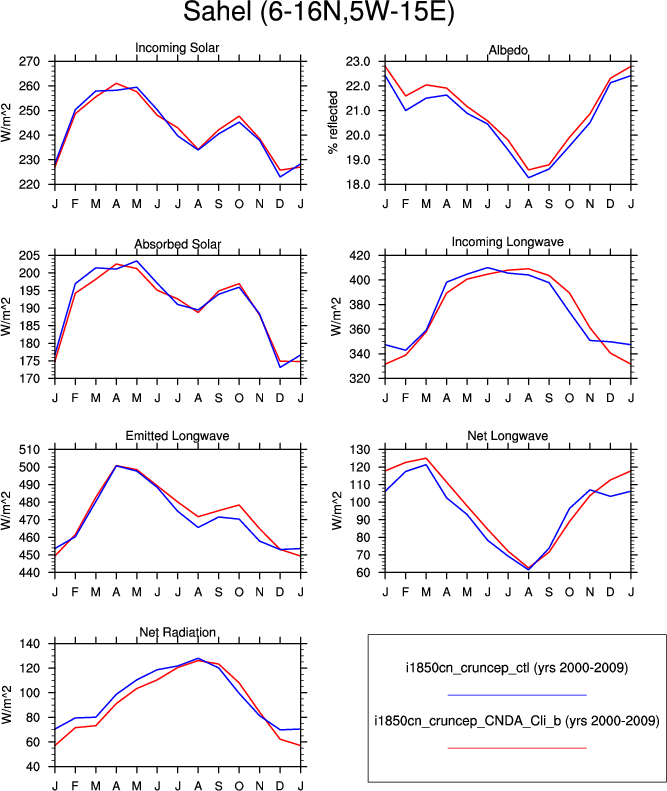 Sahel (6-16N,5W-15E)
Incoming Solar
W/m^2
270
260
250
240
230
220
J F M A M J J A S O N D J
Albedo
% reflected
23.0
22.0
21.0
20.0
19.0
18.0
J F M A M J J A S O N D J
Absorbed Solar
W/m^2
205
200
195
190
185
180
175
170
J F M A M J J A S O N D J
Incoming Longwave
W/m^2
420
400
380
360
340
320
J F M A M J J A S O N D J
Emitted Longwave
W/m^2
510
500
490
480
470
460
450
440
J F M A M J J A S O N D J
Net Longwave
W/m^2
130
120
110
100
90
80
70
60
J F M A M J J A S O N D J
Net Radiation
W/m^2
140
120
100
80
60
40
J F M A M J J A S O N D J
i1850cn_cruncep_ctl (yrs 2000-2009)
i1850cn_cruncep_CNDA_Cli_b (yrs 2000-2009)